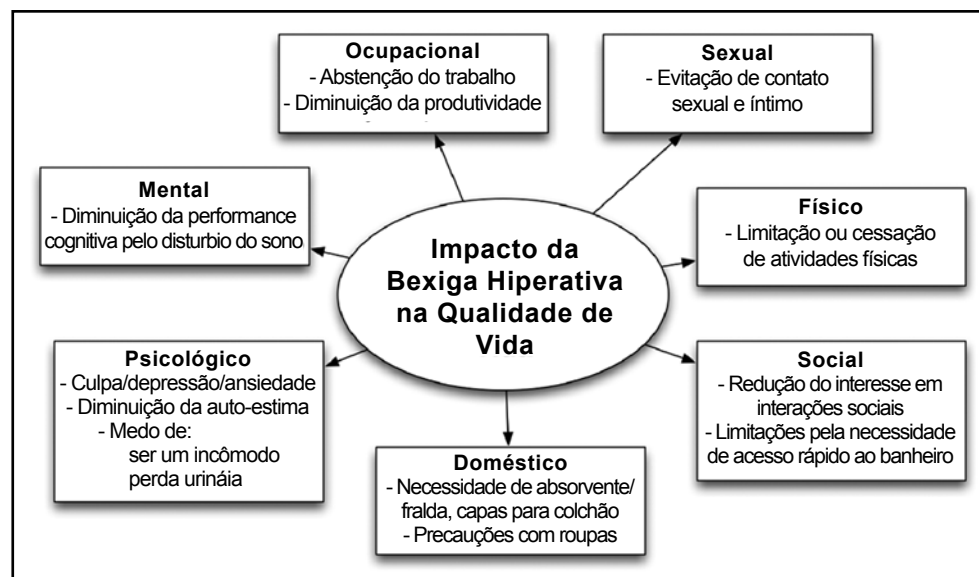 Ocupacional
- Abstenção do trabalho
- Diminuição da produtividade
Sexual
- Evitação de contato
sexual e íntimo
Mental
- Diminuição da performance
cognitiva pelo disturbio do sono
Físico
- Limitação ou cessação
de atividades físicas
Impacto da
Bexiga Hiperativa
na Qualidade de
Vida
Psicológico
- Culpa/depressão/ansiedade
- Diminuição da auto-estima
- Medo de:
ser um incômodo
perda urináia
Social
- Redução do interesse em
interações sociais
- Limitações pela necessidade
de acesso rápido ao banheiro
Doméstico
- Necessidade de absorvente/
fralda, capas para colchão
- Precauções com roupas